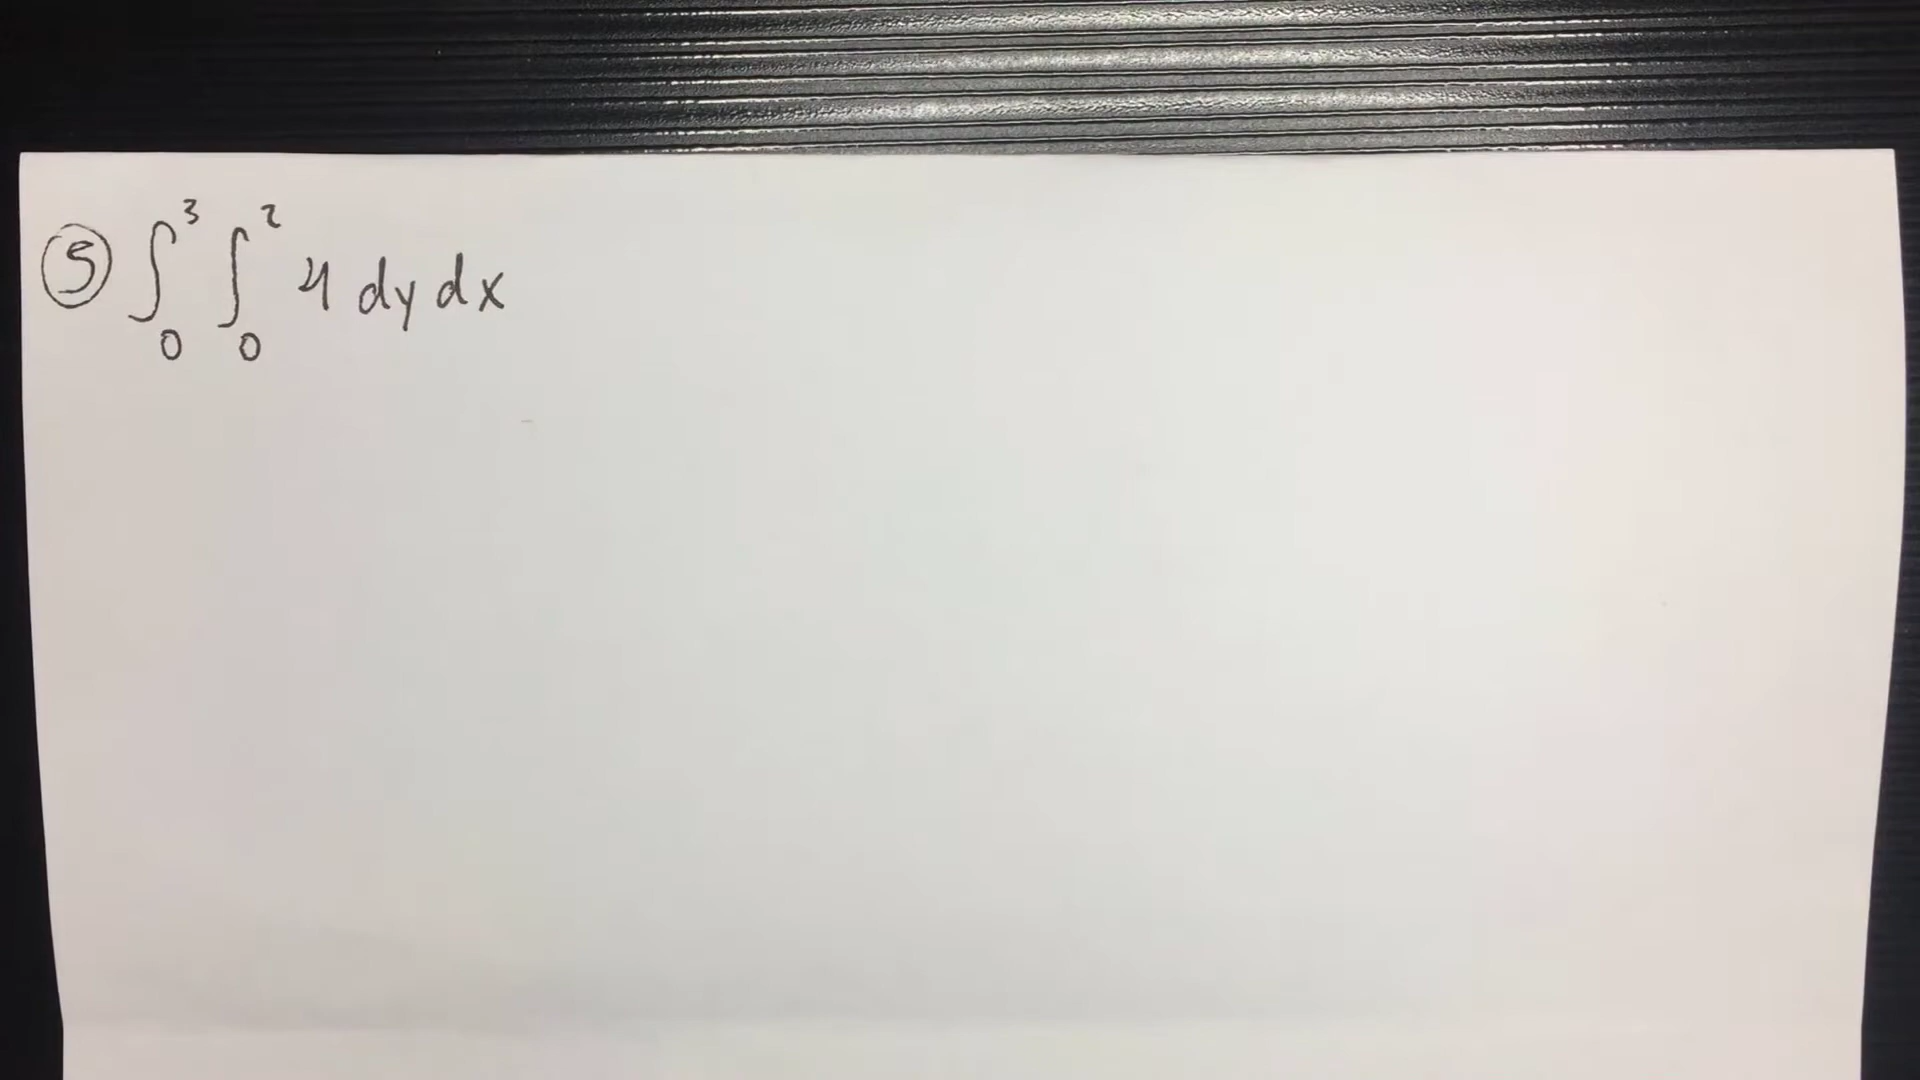 ⑤ ∫₀³ ∫₀² 4 dy dx